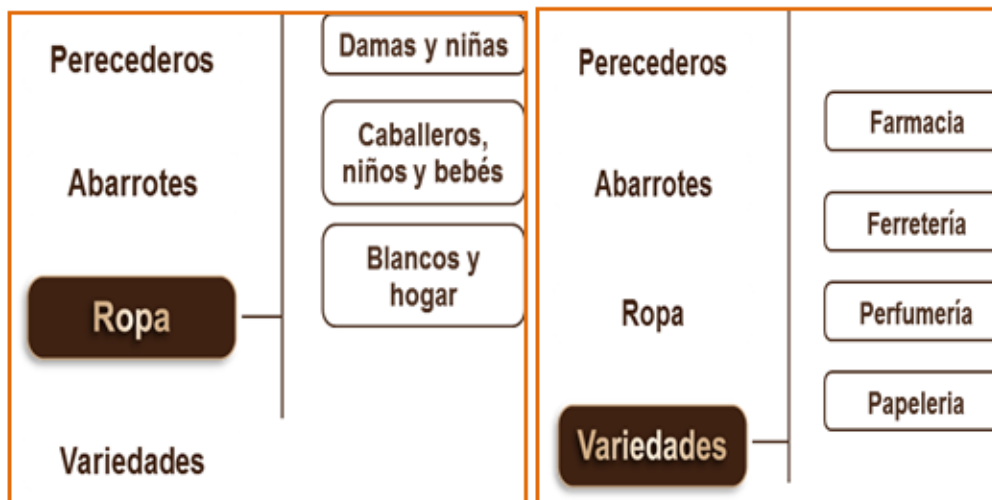 Perecederos
Abarrotes
Ropa
Variedades
Damas y niñas
Caballeros,
niños y bebés
Blancos y
hogar
Perecederos
Abarrotes
Ropa
Variedades
Farmacia
Ferretería
Perfumería
Papeleria